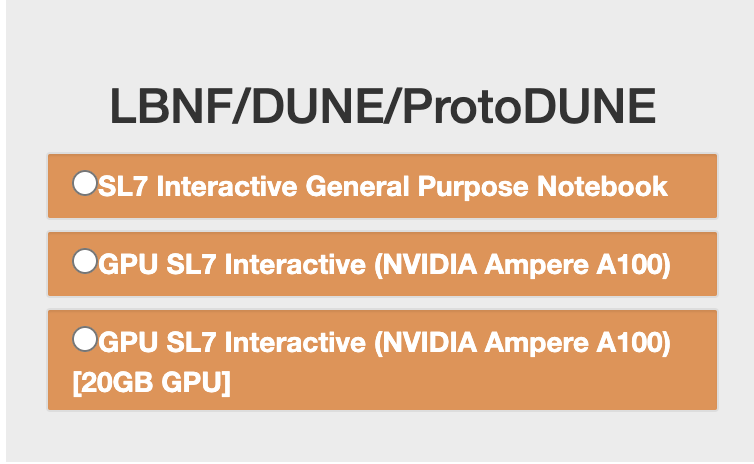 LBNF/DUNE/ProtoDUNE
SL7 Interactive General Purpose Notebook
GPU SL7 Interactive (NVIDIA Ampere A100)
GPU SL7 Interactive (NVIDIA Ampere A100)
[20GB GPU]